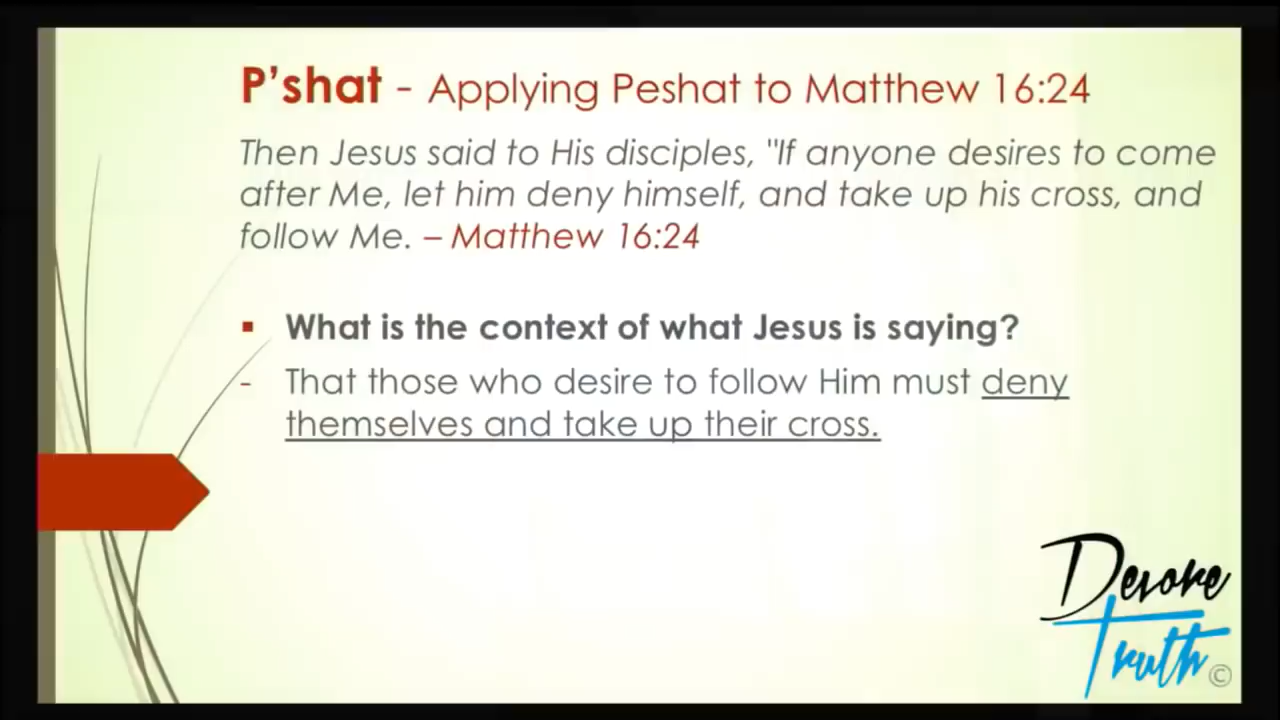 P'shat - Applying Peshat to Matthew 16:24
Then Jesus said to His disciples, "If anyone desires to come
after Me, let him deny himself, and take up his cross, and
follow Me. – Matthew 16:24
▪ What is the context of what Jesus is saying?
- That those who desire to follow Him must deny
themselves and take up their cross.
Devore
Truth ©